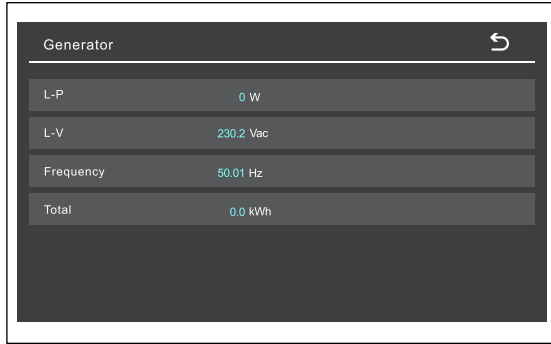 Generator
L-P 0 W
L-V 230.2 Vac
Frequency 50.01 Hz
Total 0.0 kWh